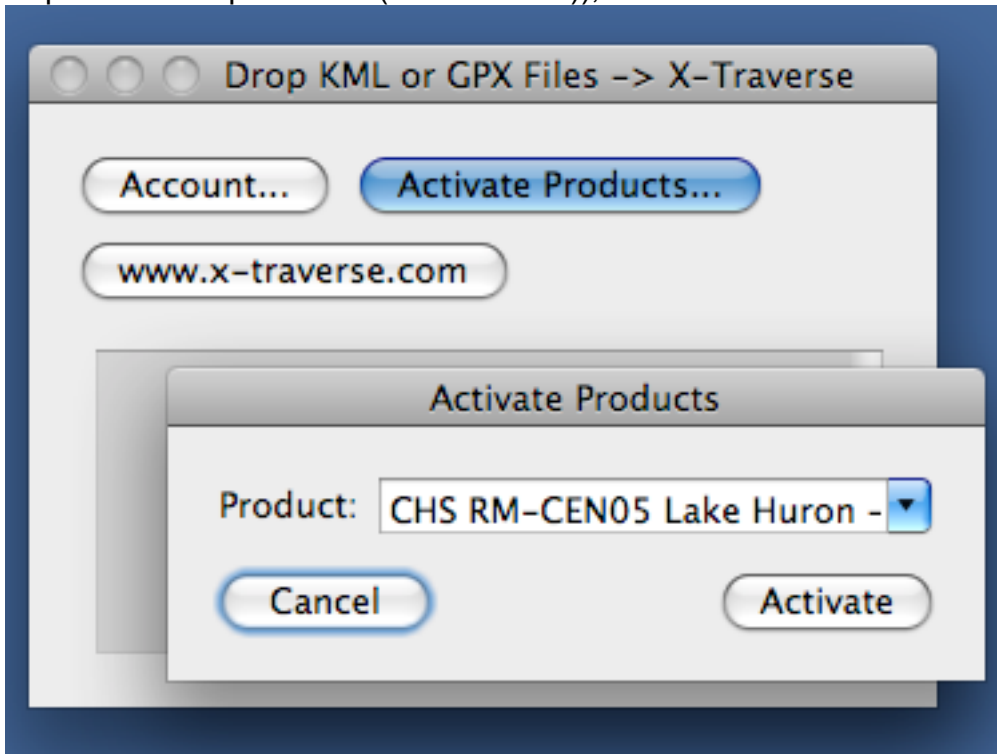 Drop KML or GPX Files -> X-Traverse
Account... Activate Products...
www.x-traverse.com
Activate Products
Product: CHS RM-CEN05 Lake Huron -
Cancel Activate